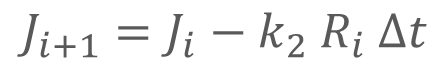 J_{i+1} = J_i − k_2 R_i Δt